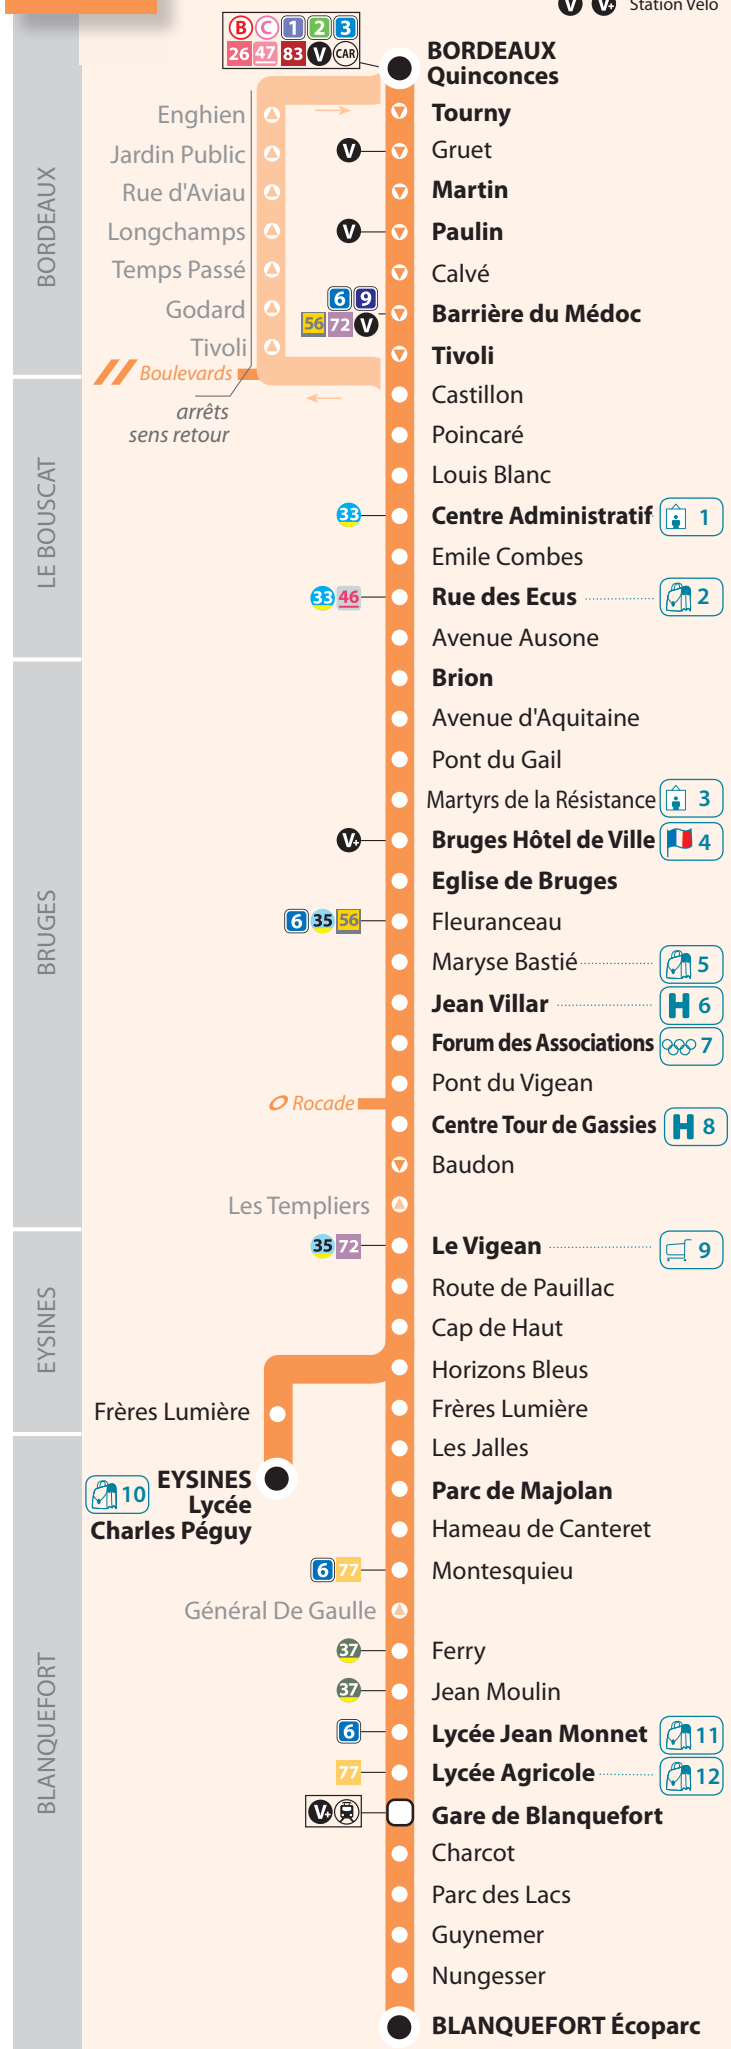 V V+ Station Vélo
B C 1 2 3
26 47 83 V CAR
BORDEAUX
Quinconces
Enghien
Tourny
Jardin Public
V
Gruet
Rue d'Aviau
Martin
Longchamps
V
Paulin
Temps Passé
Calvé
Godard
6 9
56 72 V
Barrière du Médoc
Tivoli
Tivoli
Boulevards
arrêts
sens retour
Castillon
Poincaré
Louis Blanc
33
Centre Administratif 1
Emile Combes
33 46
Rue des Ecus 2
Avenue Ausone
Brion
Avenue d'Aquitaine
Pont du Gail
Martyrs de la Résistance 3
V+
Bruges Hôtel de Ville 4
Eglise de Bruges
6 35 56
Fleuranceau
Maryse Bastié 5
Jean Villar H 6
Forum des Associations 7
Pont du Vigean
Rocade
Centre Tour de Gassies H 8
Baudon
Les Templiers
35 72
Le Vigean 9
Route de Pauillac
Cap de Haut
Horizons Bleus
Frères Lumière
Frères Lumière
Les Jalles
10
EYSINES
Lycée
Charles Péguy
Parc de Majolan
Hameau de Canteret
6 77
Montesquieu
Général De Gaulle
37
Ferry
37
Jean Moulin
6
Lycée Jean Monnet 11
77
Lycée Agricole 12
V+
Gare de Blanquefort
Charcot
Parc des Lacs
Guynemer
Nungesser
BLANQUEFORT Écoparc
BORDEAUX
LE BOUSCAT
BRUGES
EYSINES
BLANQUEFORT